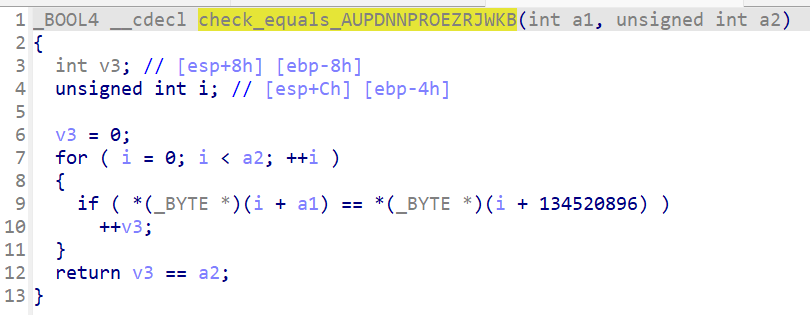 1 _BOOL4 __cdecl check_equals_AUPDNNPROEZRJWKB(int a1, unsigned int a2)
2 {
3   int v3; // [esp+8h] [ebp-8h]
4   unsigned int i; // [esp+Ch] [ebp-4h]
5
6   v3 = 0;
7   for ( i = 0; i < a2; ++i )
8   {
9     if ( *(_BYTE *)(i + a1) == *(_BYTE *)(i + 134520896) )
10       ++v3;
11   }
12   return v3 == a2;
13 }